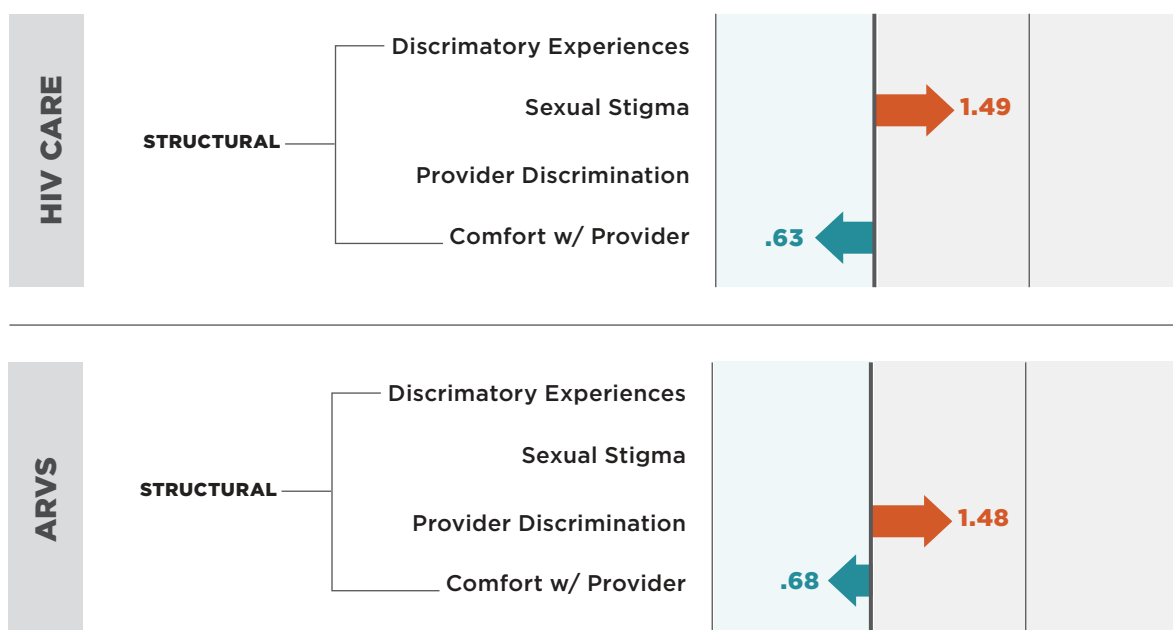 HIV CARE
STRUCTURAL
Discrimatory Experiences
Sexual Stigma
1.49
Provider Discrimination
Comfort w/ Provider
.63
ARVS
STRUCTURAL
Discrimatory Experiences
Sexual Stigma
Provider Discrimination
1.48
Comfort w/ Provider
.68